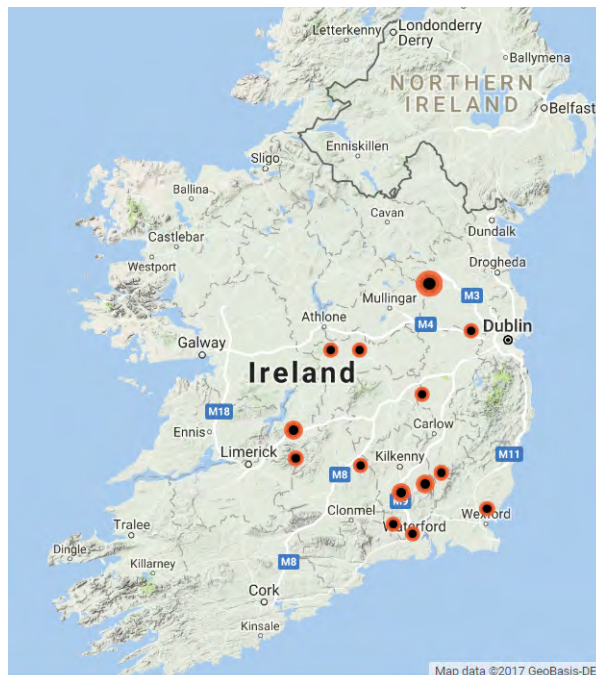 Letterkenny
Londonderry
Derry
Ballymena
NORTHERN
IRELAND
Belfast
Enniskillen
Sligo
Ballina
Cavan
Dundalk
Castlebar
Westport
Drogheda
Mullingar
M3
Athlone
M4
Dublin
Galway
Ireland
M18
Ennis
Carlow
Limerick
Kilkenny
M11
M8
M9
Clonmel
Wexford
Waterford
Tralee
Dingle
Killarney
M8
Cork
Kinsale
Map data ©2017 GeoBasis-DE